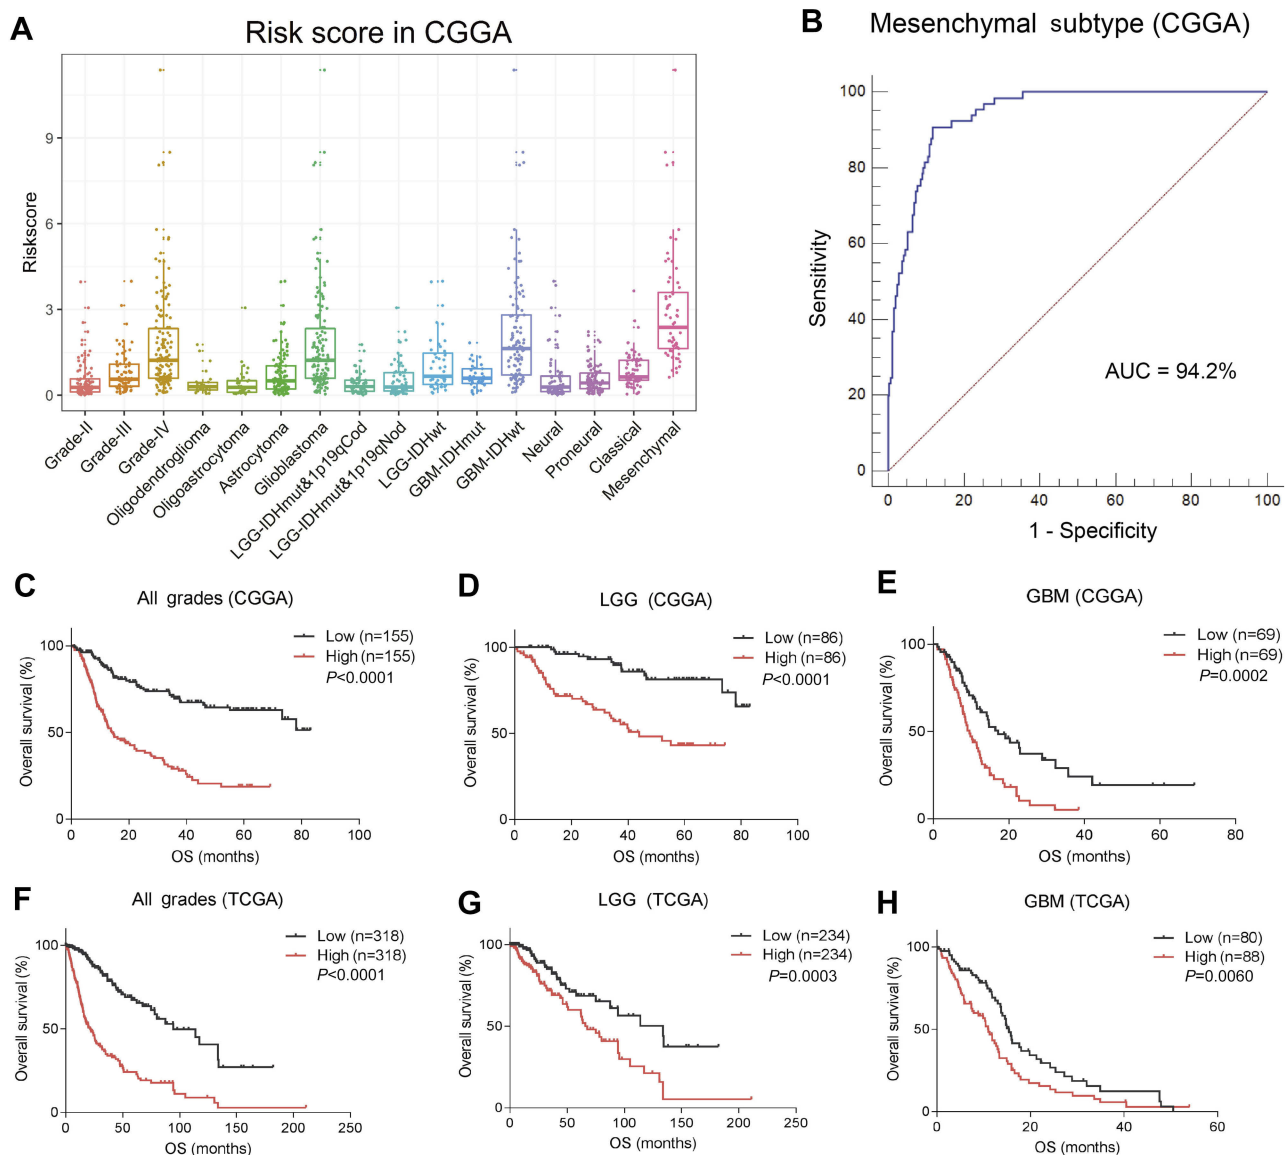 A
Risk score in CGGA
Riskscore
9
6
3
0
Grade-II
Grade-III
Grade-IV
Oligodendroglioma
Oligoastrocytoma
Astrocytoma
Glioblastoma
LGG-IDHmut&1p19qCod
LGG-IDHmut&1p19qNod
LGG-IDHwt
GBM-IDHmut
GBM-IDHwt
Neural
Proneural
Classical
Mesenchymal
B
Mesenchymal subtype (CGGA)
Sensitivity
100
80
60
40
20
0
AUC = 94.2%
0 20 40 60 80 100
1 - Specificity
C
All grades (CGGA)
Low (n=155)
High (n=155)
P<0.0001
Overall survival (%)
100
50
0
0 20 40 60 80 100
OS (months)
D
LGG (CGGA)
Low (n=86)
High (n=86)
P<0.0001
Overall survival (%)
100
50
0
0 20 40 60 80 100
OS (months)
E
GBM (CGGA)
Low (n=69)
High (n=69)
P=0.0002
Overall survival (%)
100
50
0
0 20 40 60 80
OS (months)
F
All grades (TCGA)
Low (n=318)
High (n=318)
P<0.0001
Overall survival (%)
100
50
0
0 50 100 150 200 250
OS (months)
G
LGG (TCGA)
Low (n=234)
High (n=234)
P=0.0003
Overall survival (%)
100
50
0
0 50 100 150 200 250
OS (months)
H
GBM (TCGA)
Low (n=80)
High (n=88)
P=0.0060
Overall survival (%)
100
50
0
0 20 40 60
OS (months)